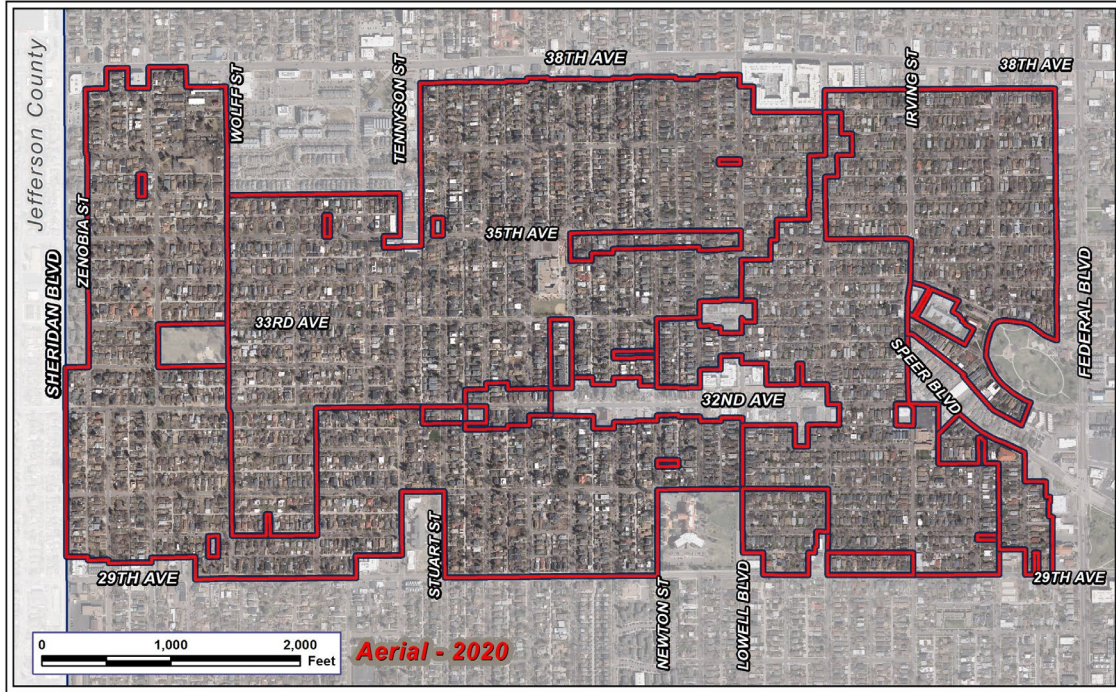 Jefferson County
38TH AVE
38TH AVE
WOLFF ST
TENNYSON ST
IRVING ST
ZENOBIA ST
35TH AVE
SHERIDAN BLVD
33RD AVE
FEDERAL BLVD
SPEER BLVD
32ND AVE
STUART ST
NEWTON ST
LOWELL BLVD
29TH AVE
29TH AVE
0 1,000 2,000
Feet
Aerial - 2020